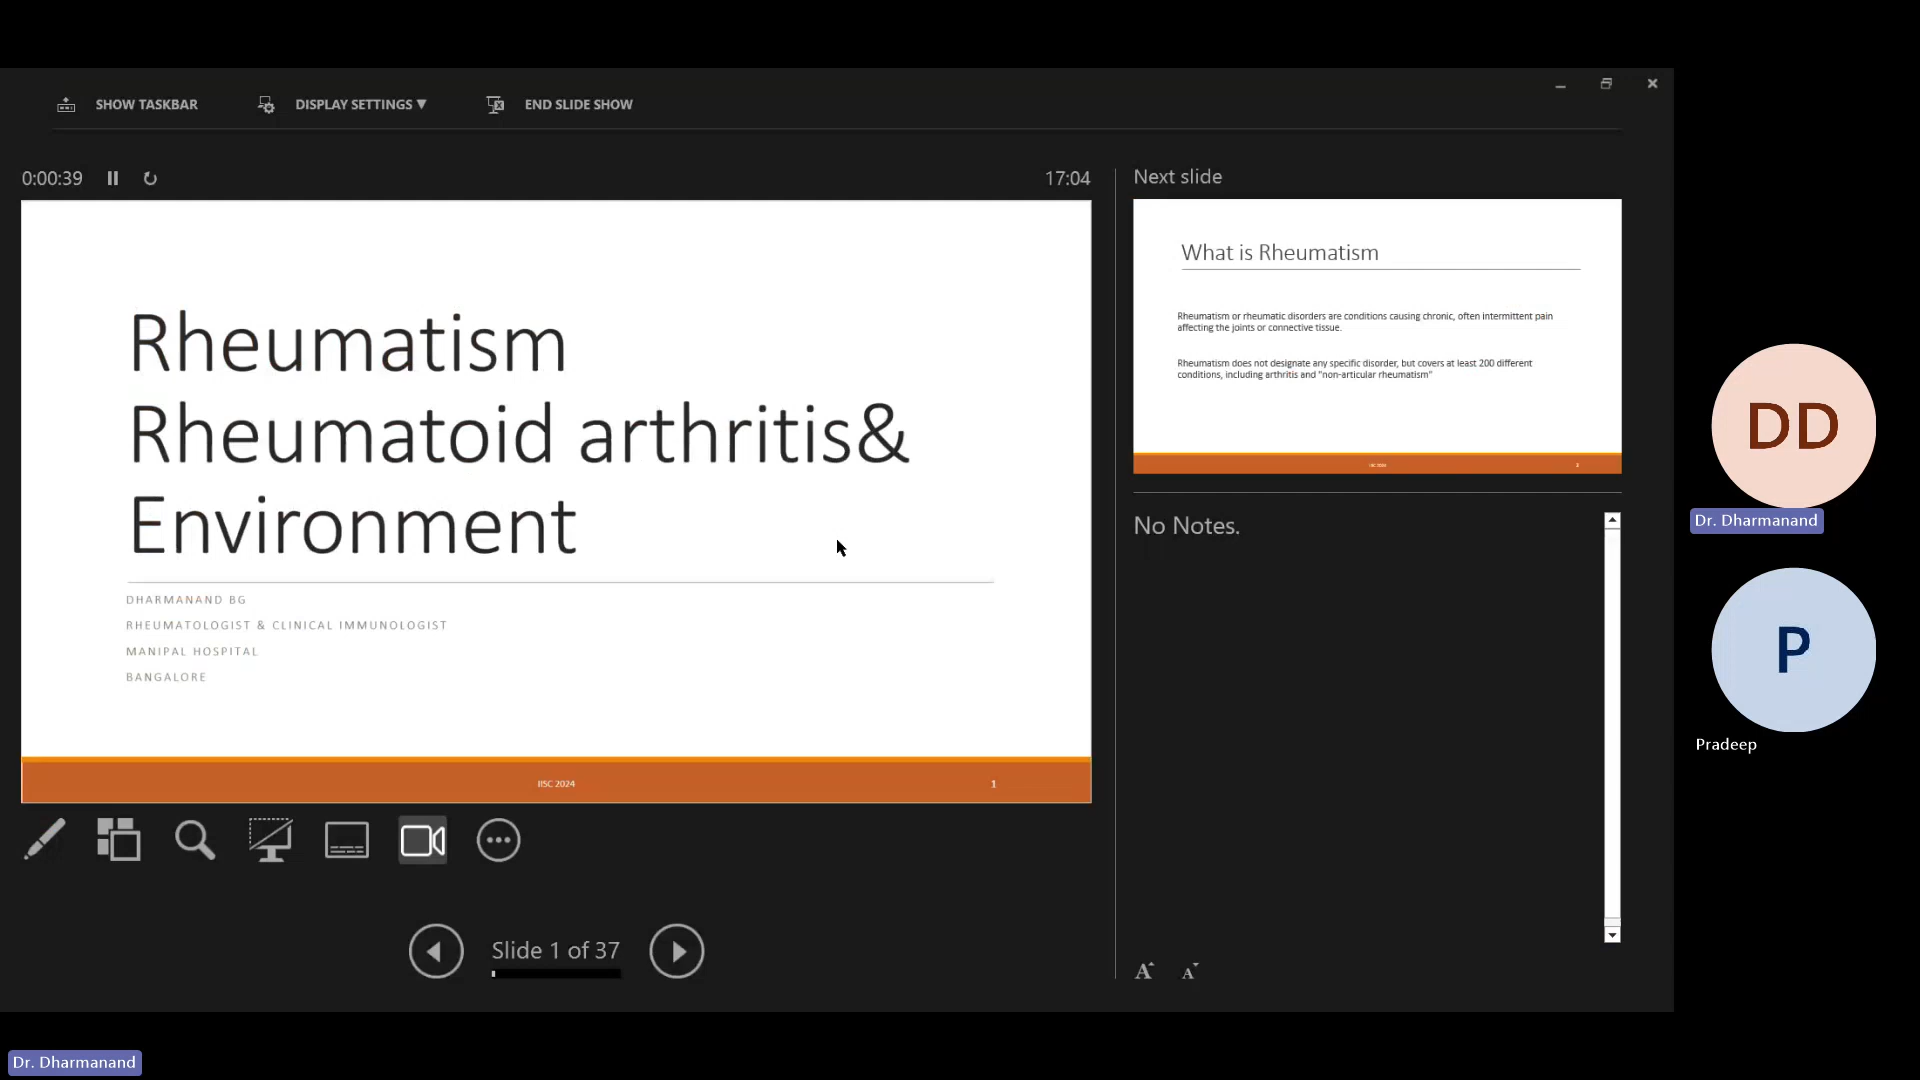 SHOW TASKBAR
DISPLAY SETTINGS ▼
END SLIDE SHOW
0:00:39
17:04
Rheumatism
Rheumatoid arthritis&
Environment
DHARMANAND BG
RHEUMATOLOGIST & CLINICAL IMMUNOLOGIST
MANIPAL HOSPITAL
BANGALORE
IISC 2024
1
Slide 1 of 37
Next slide
What is Rheumatism
Rheumatism or rheumatic disorders are conditions causing chronic, often intermittent pain
affecting the joints or connective tissue.
Rheumatism does not designate any specific disorder, but covers at least 200 different
conditions, including arthritis and "non-articular rheumatism"
IISC 2024
2
No Notes.
A A
DD
Dr. Dharmanand
P
Pradeep
Dr. Dharmanand